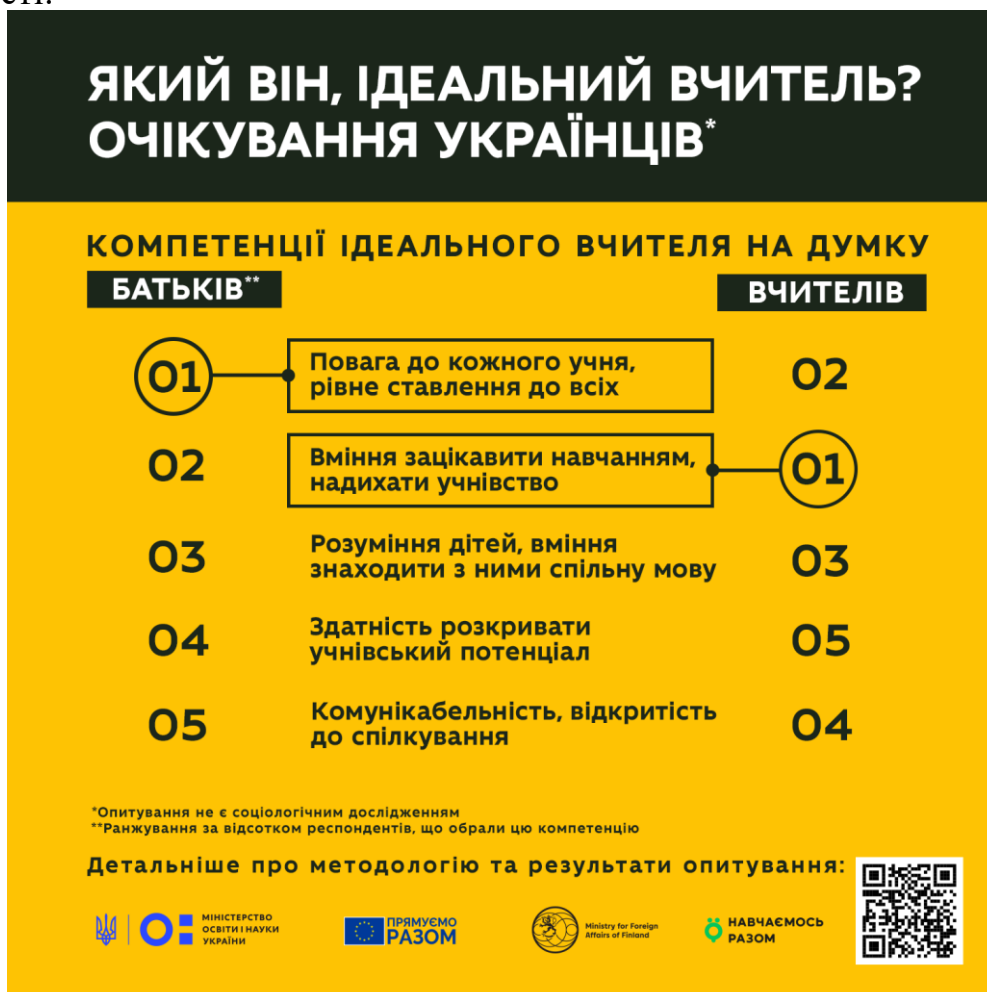 ості.
ЯКИЙ ВІН, ІДЕАЛЬНИЙ ВЧИТЕЛЬ?
ОЧІКУВАННЯ УКРАЇНЦІВ*
КОМПЕТЕНЦІЇ ІДЕАЛЬНОГО ВЧИТЕЛЯ НА ДУМКУ
БАТЬКІВ**
ВЧИТЕЛІВ
01
Повага до кожного учня,
рівне ставлення до всіх
02
02
Вміння зацікавити навчанням,
надихати учнівство
01
03
Розуміння дітей, вміння
знаходити з ними спільну мову
03
04
Здатність розкривати
учнівський потенціал
05
05
Комунікабельність, відкритість
до спілкування
04
*Опитування не є соціологічним дослідженням
**Ранжування за відсотком респондентів, що обрали цю компетенцію
Детальніше про методологію та результати опитування:
МІНІСТЕРСТВО
ОСВІТИ І НАУКИ
УКРАЇНИ
ПРЯМУЄМО
РАЗОМ
Ministry for Foreign
Affairs of Finland
НАВЧАЄМОСЬ
РАЗОМ